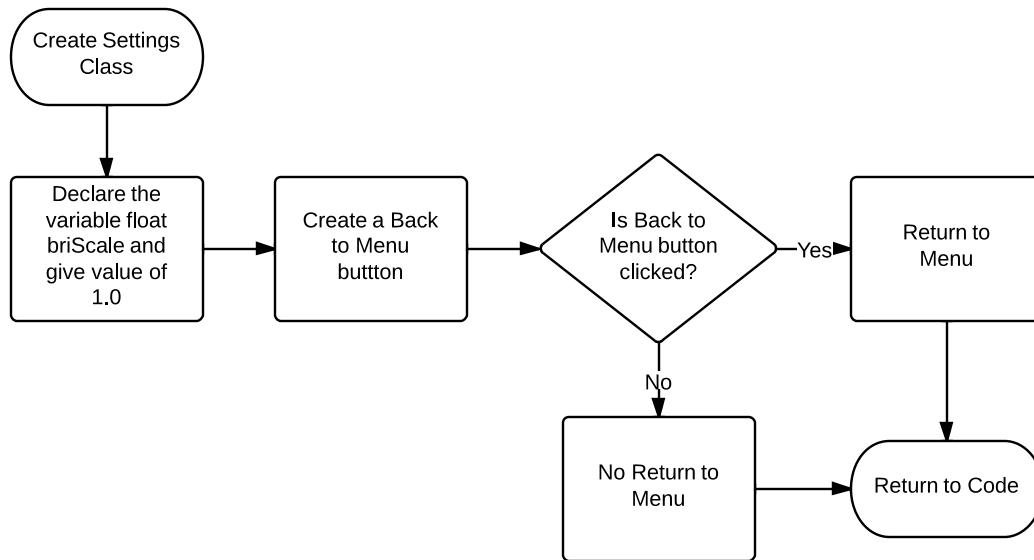 Create Settings
Class
Declare the
variable float
briScale and
give value of
1.0
Create a Back
to Menu
buttton
Is Back to
Menu button
clicked?
Yes
Return to
Menu
No
No Return to
Menu
Return to Code